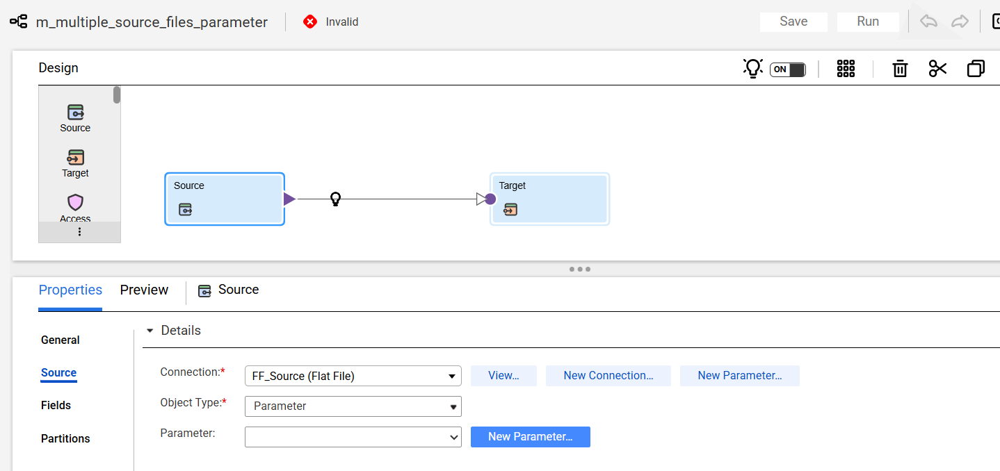 m_multiple_source_files_parameter
Invalid
Save
Run
Design
ON
Source
Target
Access
Source
Target
Properties
Preview
Source
General
Source
Fields
Partitions
Details
Connection:* FF_Source (Flat File) View... New Connection... New Parameter...
Object Type:* Parameter
Parameter: New Parameter...